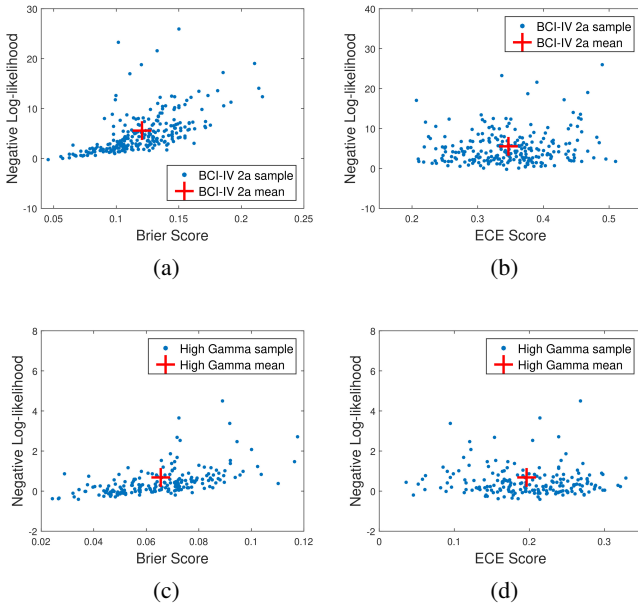 30
20
10
0
-10
Negative Log-likelihood
0.05
0.1
0.15
0.2
0.25
Brier Score
BCI-IV 2a sample
BCI-IV 2a mean
(a)
40
30
20
10
0
-10
Negative Log-likelihood
0.2
0.3
0.4
0.5
ECE Score
BCI-IV 2a sample
BCI-IV 2a mean
(b)
8
6
4
2
0
-2
Negative Log-likelihood
0.02
0.04
0.06
0.08
0.1
0.12
Brier Score
High Gamma sample
High Gamma mean
(c)
8
6
4
2
0
-2
Negative Log-likelihood
0
0.1
0.2
0.3
ECE Score
High Gamma sample
High Gamma mean
(d)